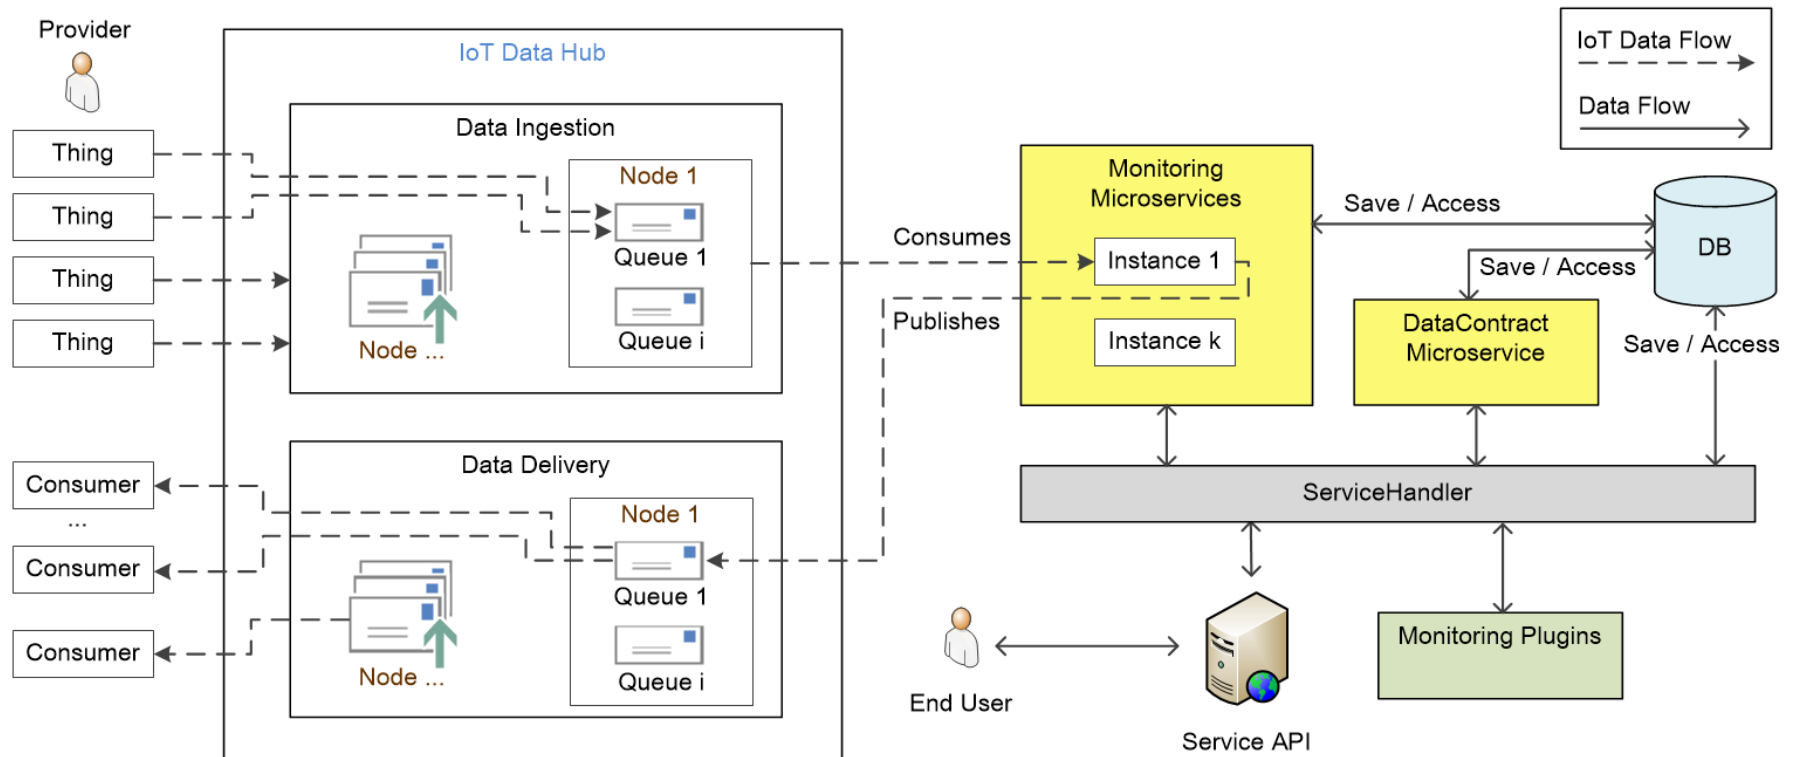 Provider
Thing
Thing
Thing
Thing
Consumer
...
Consumer
Consumer
IoT Data Hub
Data Ingestion
Node 1
Queue 1
Queue i
Node ...
Data Delivery
Node 1
Queue 1
Queue i
Node ...
Consumes
Publishes
Monitoring
Microservices
Instance 1
Instance k
Save / Access
Save / Access
Save / Access
DB
DataContract
Microservice
ServiceHandler
End User
Service API
Monitoring Plugins
IoT Data Flow
Data Flow